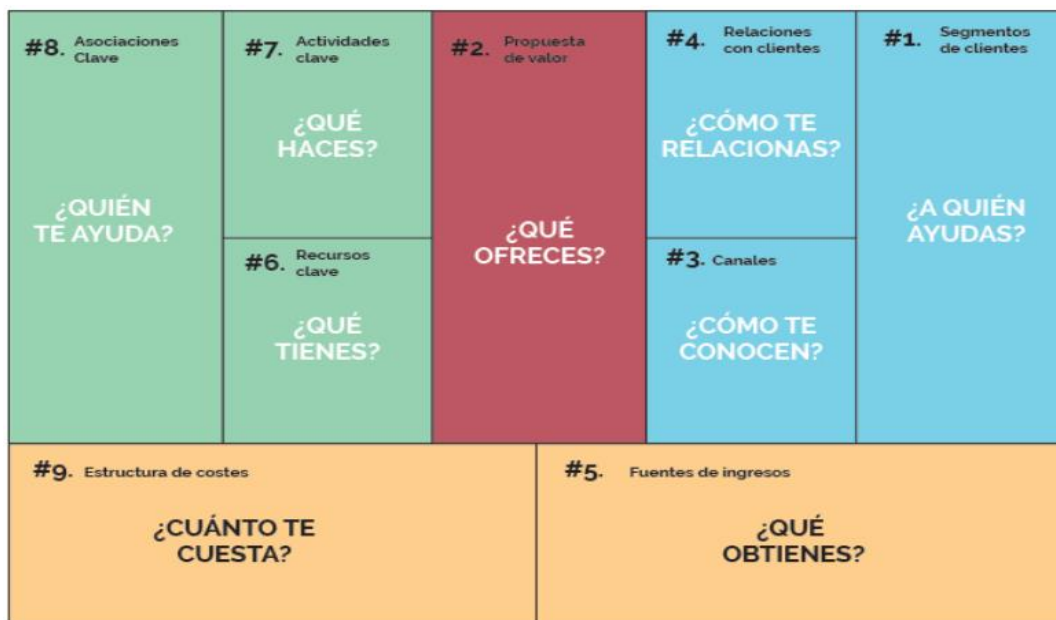 #8. Asociaciones
Clave
¿QUIÉN
TE AYUDA?
#7. Actividades
clave
¿QUÉ
HACES?
#6. Recursos
clave
¿QUÉ
TIENES?
#2. Propuesta
de valor
¿QUÉ
OFRECES?
#4. Relaciones
con clientes
¿CÓMO TE
RELACIONAS?
#3. Canales
¿CÓMO TE
CONOCEN?
#1. Segmentos
de clientes
¿A QUIÉN
AYUDAS?
#9. Estructura de costes
¿CUÁNTO TE
CUESTA?
#5. Fuentes de ingresos
¿QUÉ
OBTIENES?